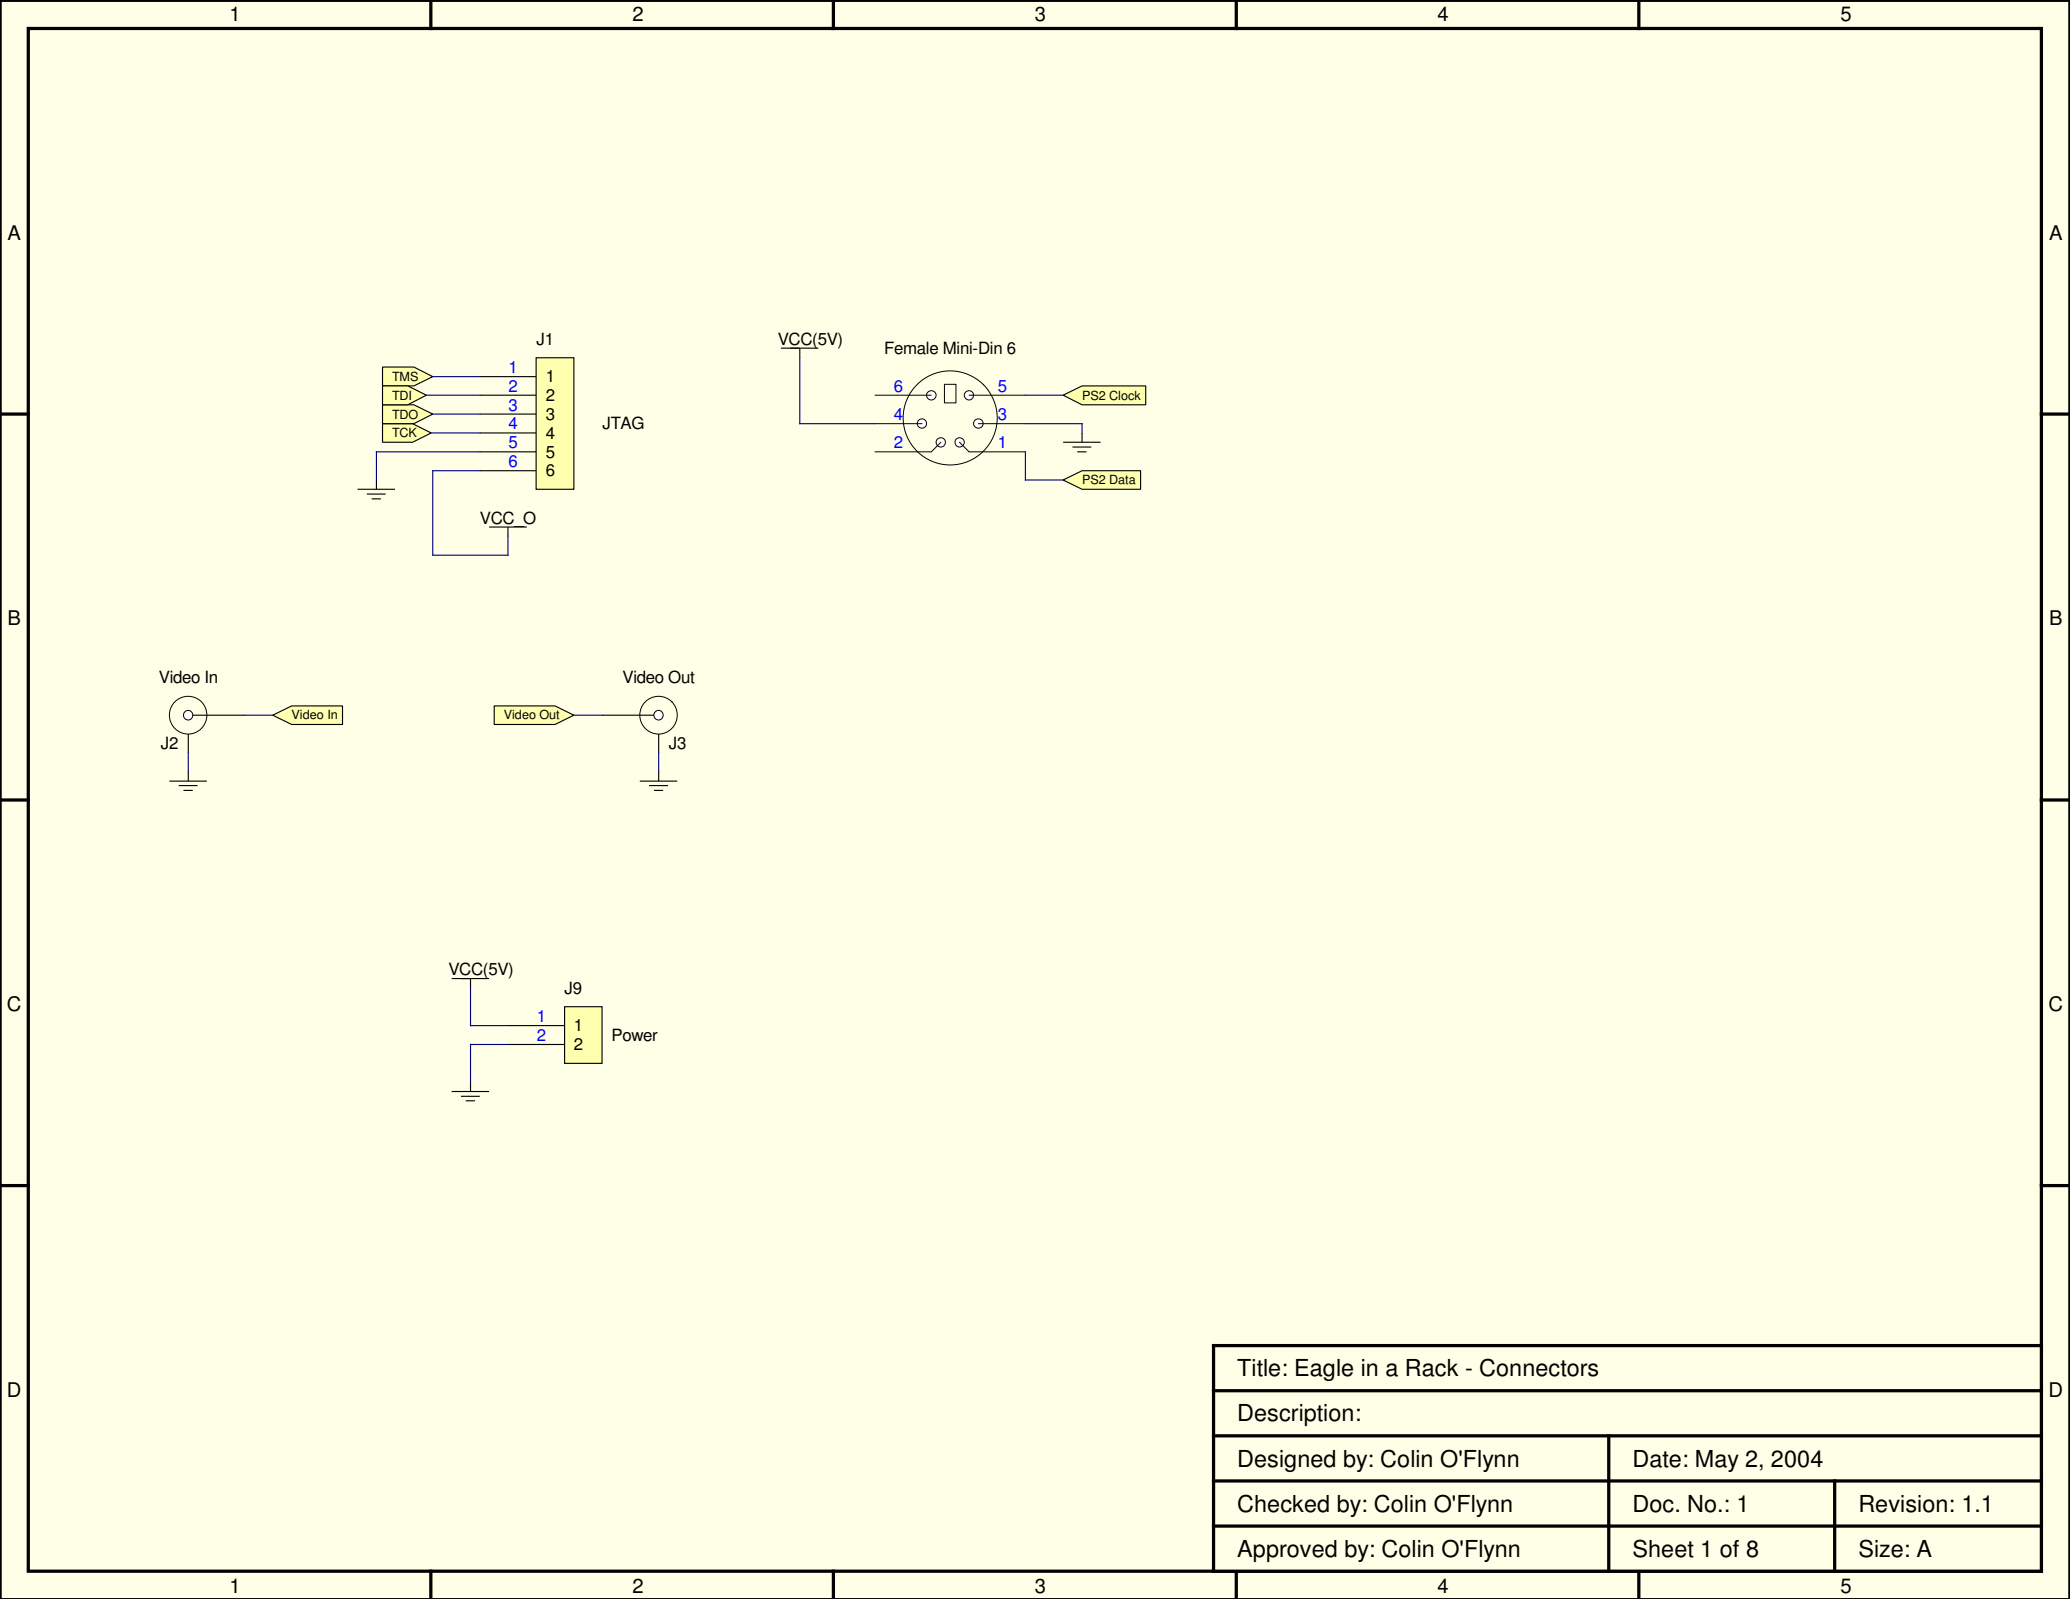 1 2 3 4 5
A A
J1
TMS 1 1
TDI 2 2
TDO 3 3
TCK 4 4
5 5
6 6
JTAG
VCC_O
VCC(5V)
Female Mini-Din 6
6 5 PS2 Clock
4 3
2 1
PS2 Data
B B
Video In
Video In
J2
Video Out
Video Out
J3
VCC(5V)
J9
1 1
2 2
Power
C C
D D
Title: Eagle in a Rack - Connectors
Description:
Designed by: Colin O'Flynn Date: May 2, 2004
Checked by: Colin O'Flynn Doc. No.: 1 Revision: 1.1
Approved by: Colin O'Flynn Sheet 1 of 8 Size: A
1 2 3 4 5